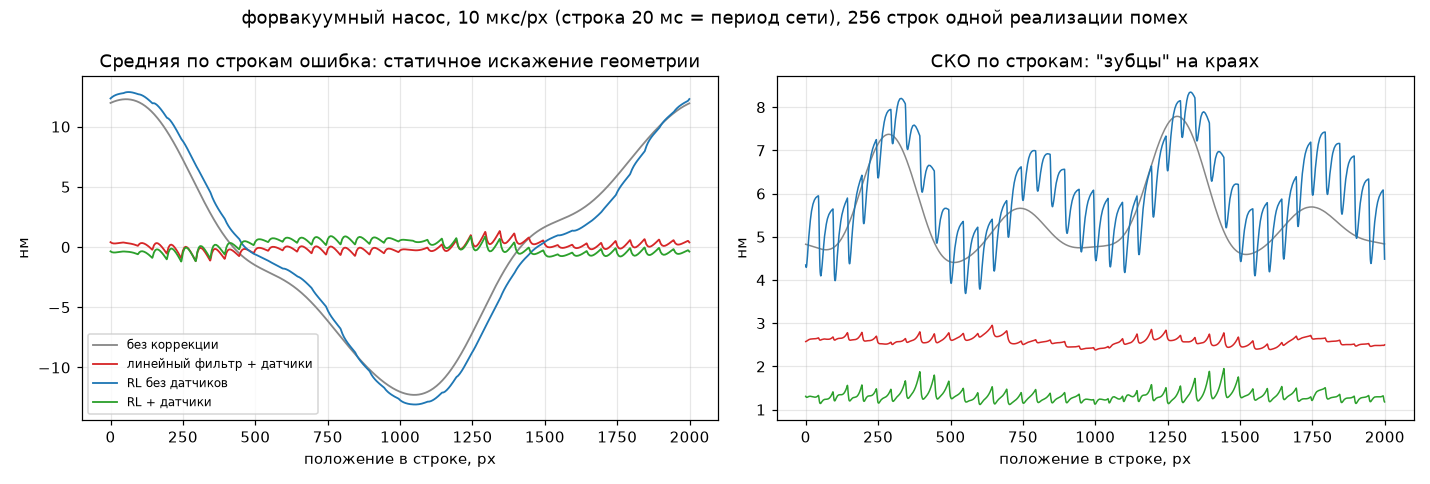 форвакуумный насос, 10 мкс/px (строка 20 мс = период сети), 256 строк одной реализации помех
Средняя по строкам ошибка: статичное искажение геометрии
нм
10
5
0
−5
−10
без коррекции
линейный фильтр + датчики
RL без датчиков
RL + датчики
0 250 500 750 1000 1250 1500 1750 2000
положение в строке, px
СКО по строкам: "зубцы" на краях
нм
8
7
6
5
4
3
2
1
0 250 500 750 1000 1250 1500 1750 2000
положение в строке, px